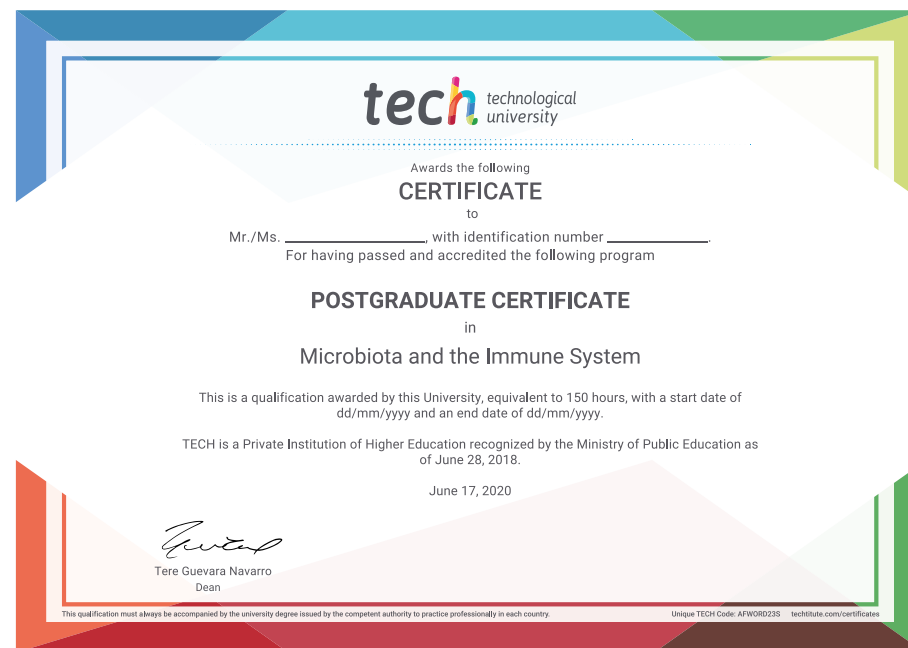 tech technological
university
Awards the following
CERTIFICATE
to
Mr./Ms. ____________________, with identification number ______________.
For having passed and accredited the following program
POSTGRADUATE CERTIFICATE
in
Microbiota and the Immune System
This is a qualification awarded by this University, equivalent to 150 hours, with a start date of
dd/mm/yyyy and an end date of dd/mm/yyyy.
TECH is a Private Institution of Higher Education recognized by the Ministry of Public Education as
of June 28, 2018.
June 17, 2020
Tere Guevara Navarro
Dean
This qualification must always be accompanied by the university degree issued by the competent authority to practice professionally in each country. Unique TECH Code: AFWORD23S techtitute.com/certificates